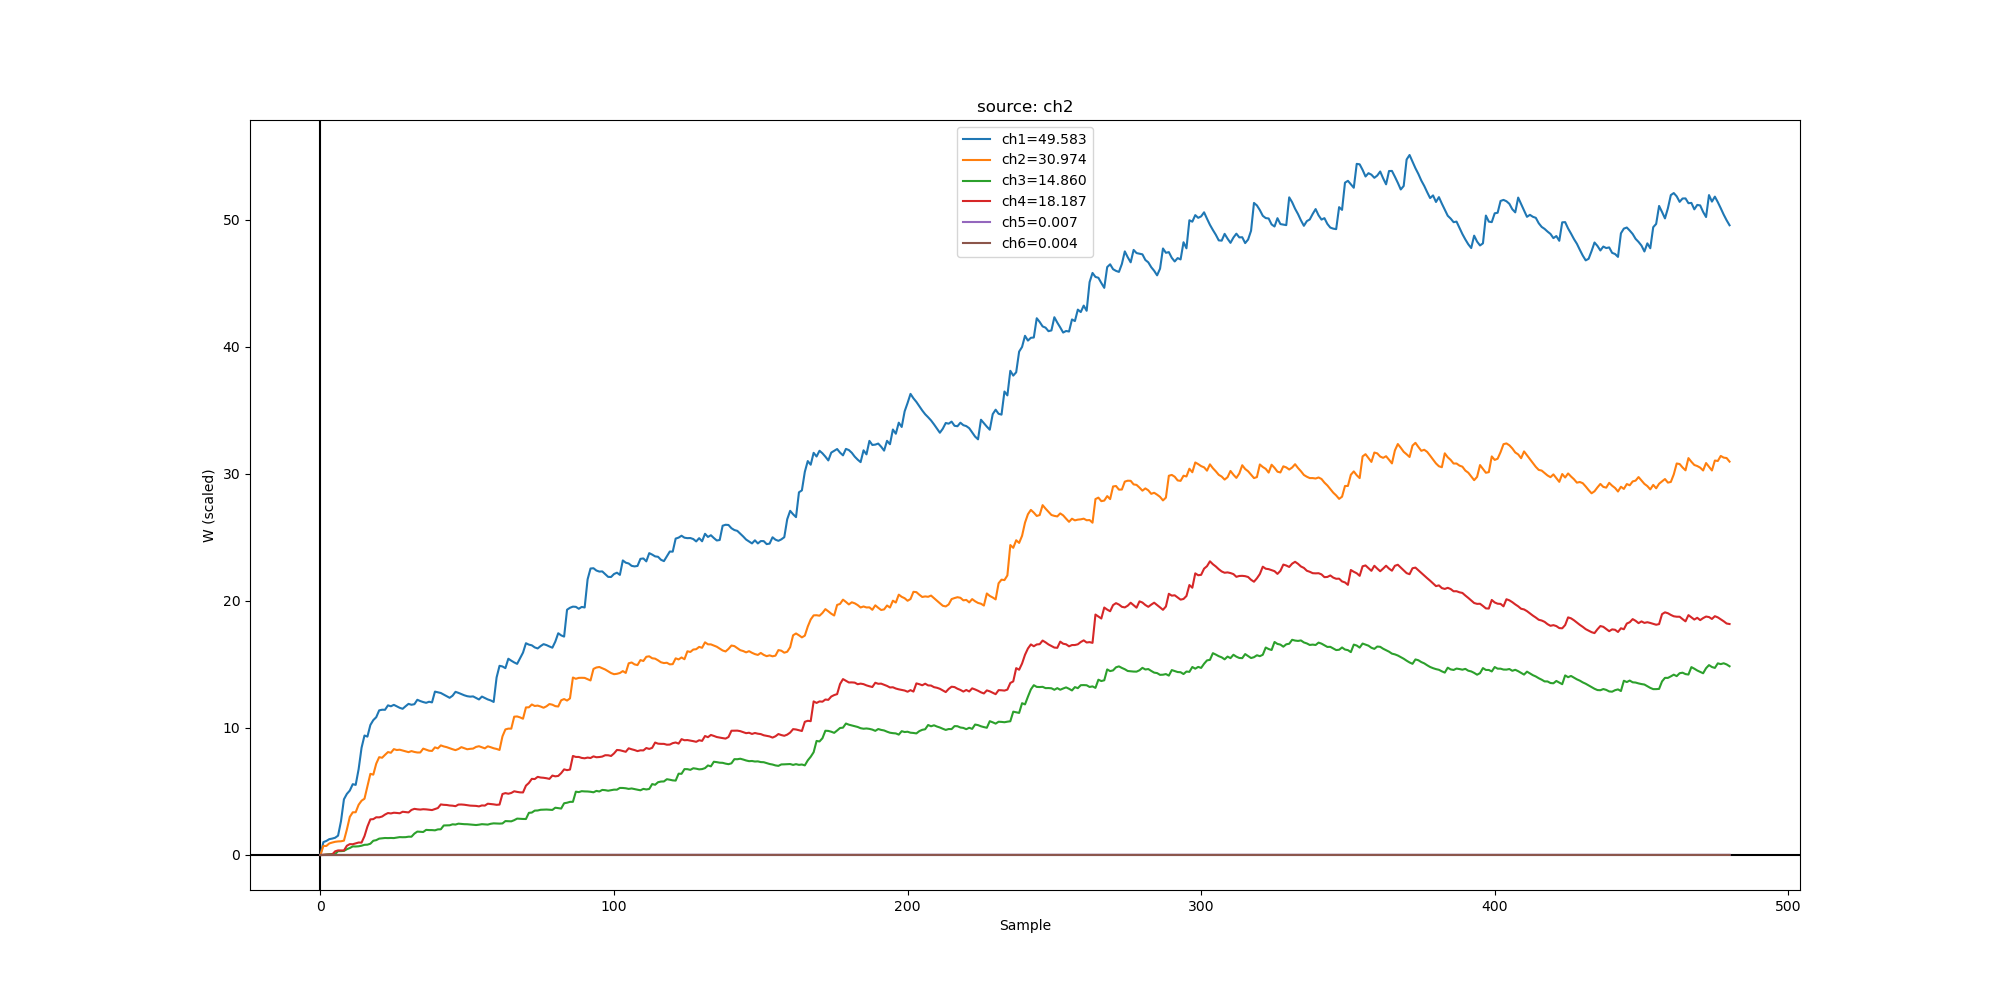 source: ch2
ch1=49.583
ch2=30.974
ch3=14.860
ch4=18.187
ch5=0.007
ch6=0.004
W (scaled)
50
40
30
20
10
0
0 100 200 300 400 500
Sample